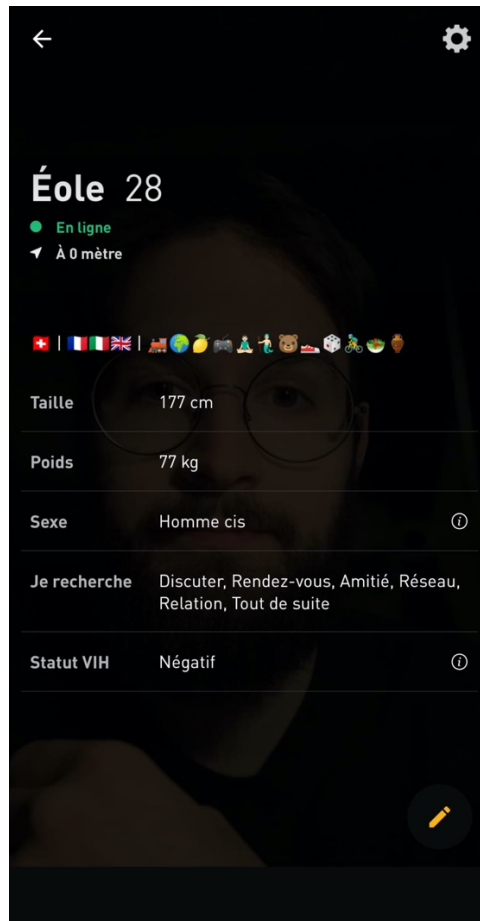 Éole 28
En ligne
À 0 mètre
🇨🇭 | 🇫🇷🇮🇹🇬🇧 | 🚂🌍🍋🎮🧘🏻‍♂️🧜🏻‍♂️🐻👟🎲🚴🏻‍♂️🥗🏺
Taille 177 cm
Poids 77 kg
Sexe Homme cis
Je recherche Discuter, Rendez-vous, Amitié, Réseau,
Relation, Tout de suite
Statut VIH Négatif